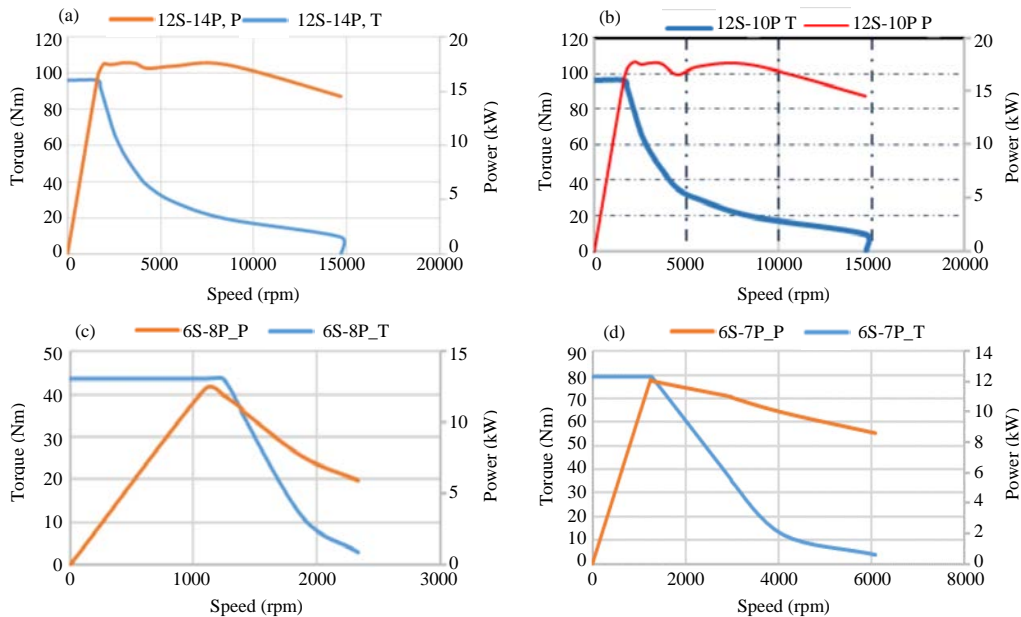 (a)
12S-14P, P
12S-14P, T
120
100
80
60
40
20
0
Torque (Nm)
20
15
10
5
0
Power (kW)
0
5000
10000
15000
20000
Speed (rpm)
(b)
12S-10P T
12S-10P P
120
100
80
60
40
20
0
Torque (Nm)
20
15
10
5
0
Power (kW)
0
5000
10000
15000
20000
Speed (rpm)
(c)
6S-8P_P
6S-8P_T
50
40
30
20
10
0
Torque (Nm)
15
10
5
0
Power (kW)
0
1000
2000
3000
Speed (rpm)
(d)
6S-7P_P
6S-7P_T
90
80
70
60
50
40
30
20
10
0
Torque (Nm)
14
12
10
8
6
4
2
0
Power (kW)
0
2000
4000
6000
8000
Speed (rpm)